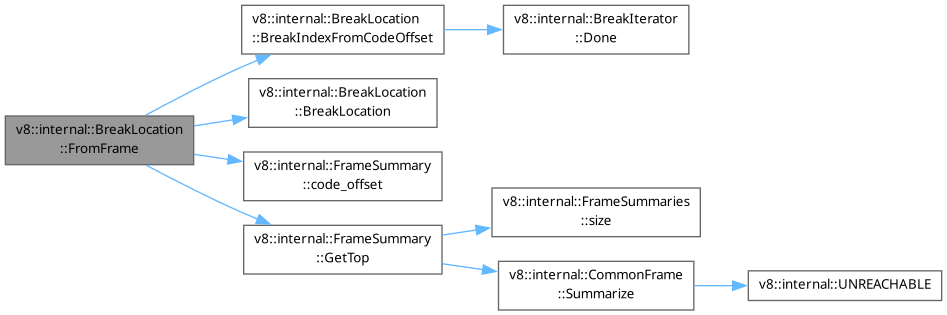 v8::internal::BreakLocation
::FromFrame
v8::internal::BreakLocation
::BreakIndexFromCodeOffset
v8::internal::BreakIterator
::Done
v8::internal::BreakLocation
::BreakLocation
v8::internal::FrameSummary
::code_offset
v8::internal::FrameSummary
::GetTop
v8::internal::FrameSummaries
::size
v8::internal::CommonFrame
::Summarize
v8::internal::UNREACHABLE